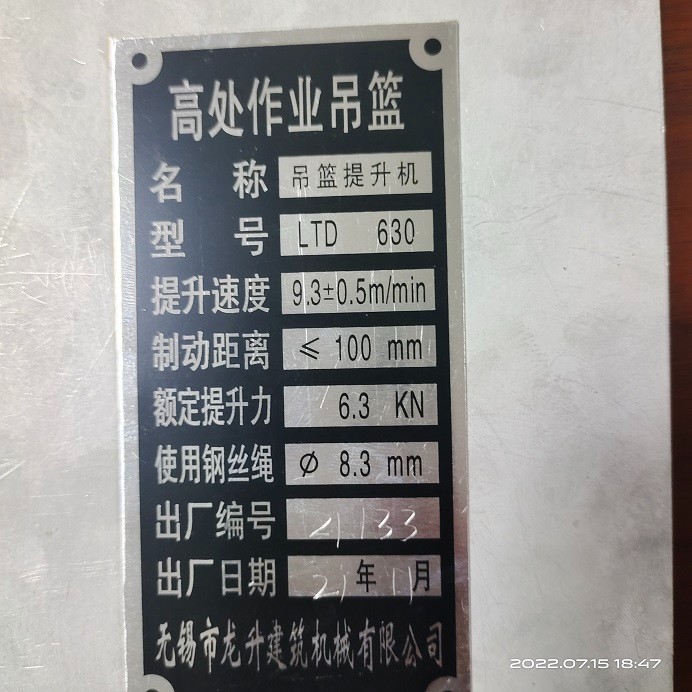 高处作业吊篮
名 称 吊篮提升机
型 号 LTD 630
提升速度 9.3±0.5m/min
制动距离 ≤ 100 mm
额定提升力 6.3 KN
使用钢丝绳 Ø 8.3 mm
出厂编号 21133
出厂日期 21年11月
无锡市龙升建筑机械有限公司
2022.07.15 18:47